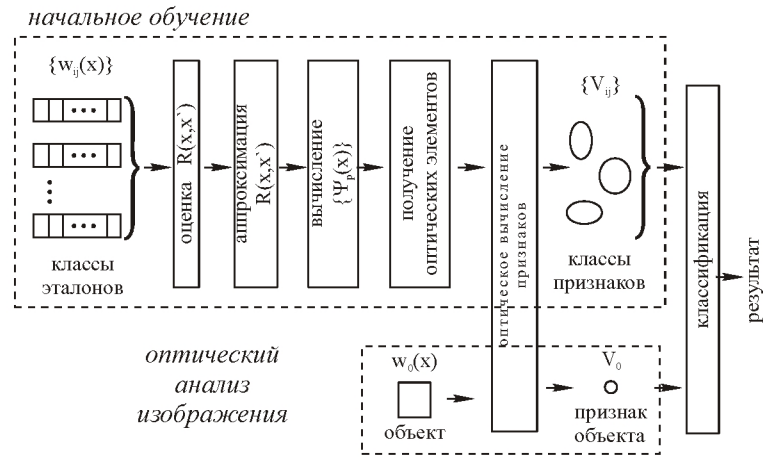 начальное обучение
{w_ij(x)}
классы
эталонов
оценка R(x,x`)
аппроксимация
R(x,x`)
вычисление
{Ψ_p(x)}
получение
оптических элементов
оптическое вычисление
признаков
{V_ij}
классы
признаков
классификация
результат
оптический
анализ
изображения
w_0(x)
объект
V_0
признак
объекта